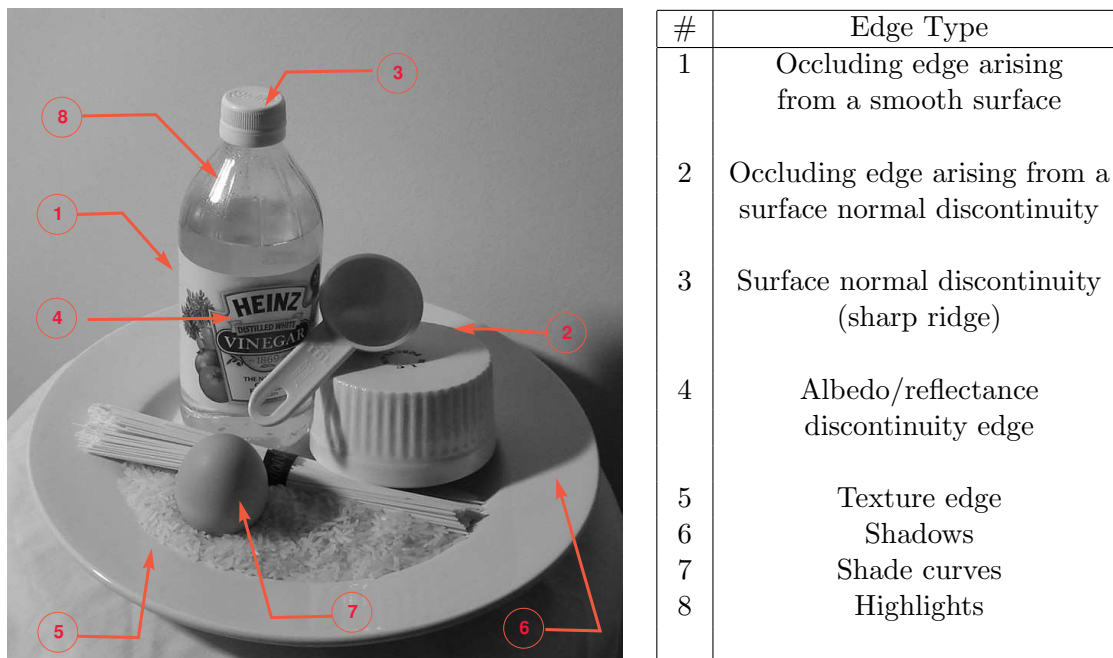 3
8
1
HEINZ
4
DISTILLED WHITE
VINEGAR
1869
2
7
6
5
# Edge Type
1 Occluding edge arising
from a smooth surface
2 Occluding edge arising from a
surface normal discontinuity
3 Surface normal discontinuity
(sharp ridge)
4 Albedo/reflectance
discontinuity edge
5 Texture edge
6 Shadows
7 Shade curves
8 Highlights